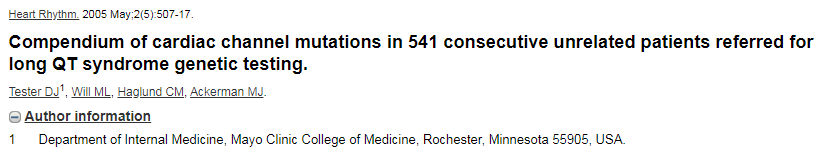 Heart Rhythm. 2005 May;2(5):507-17.
Compendium of cardiac channel mutations in 541 consecutive unrelated patients referred for
long QT syndrome genetic testing.
Tester DJ1, Will ML, Haglund CM, Ackerman MJ.
Author information
1 Department of Internal Medicine, Mayo Clinic College of Medicine, Rochester, Minnesota 55905, USA.